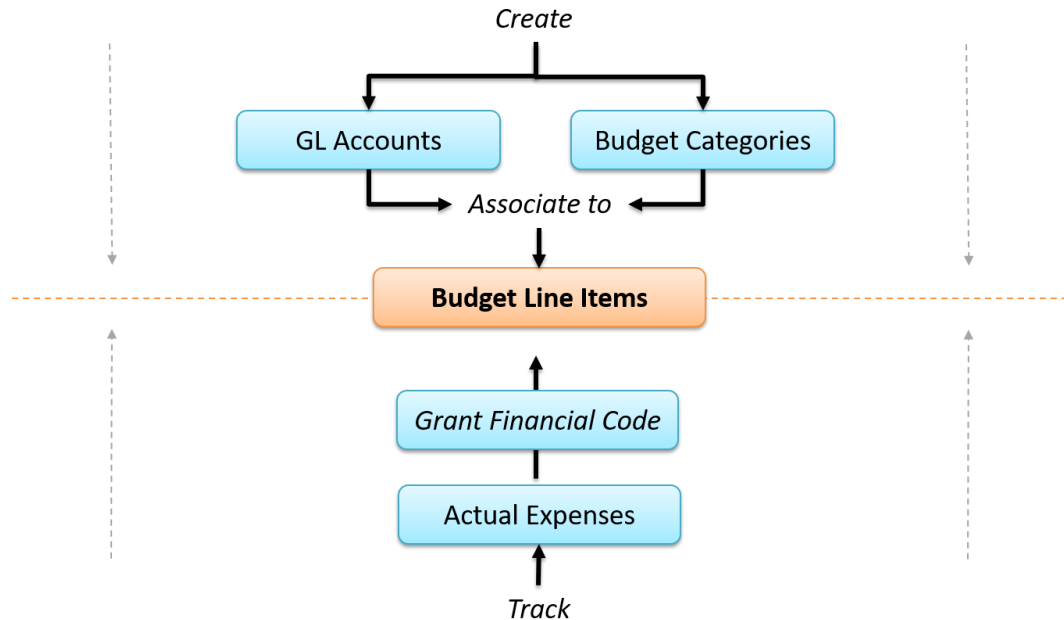 Create
GL Accounts
Budget Categories
Associate to
Budget Line Items
Grant Financial Code
Actual Expenses
Track